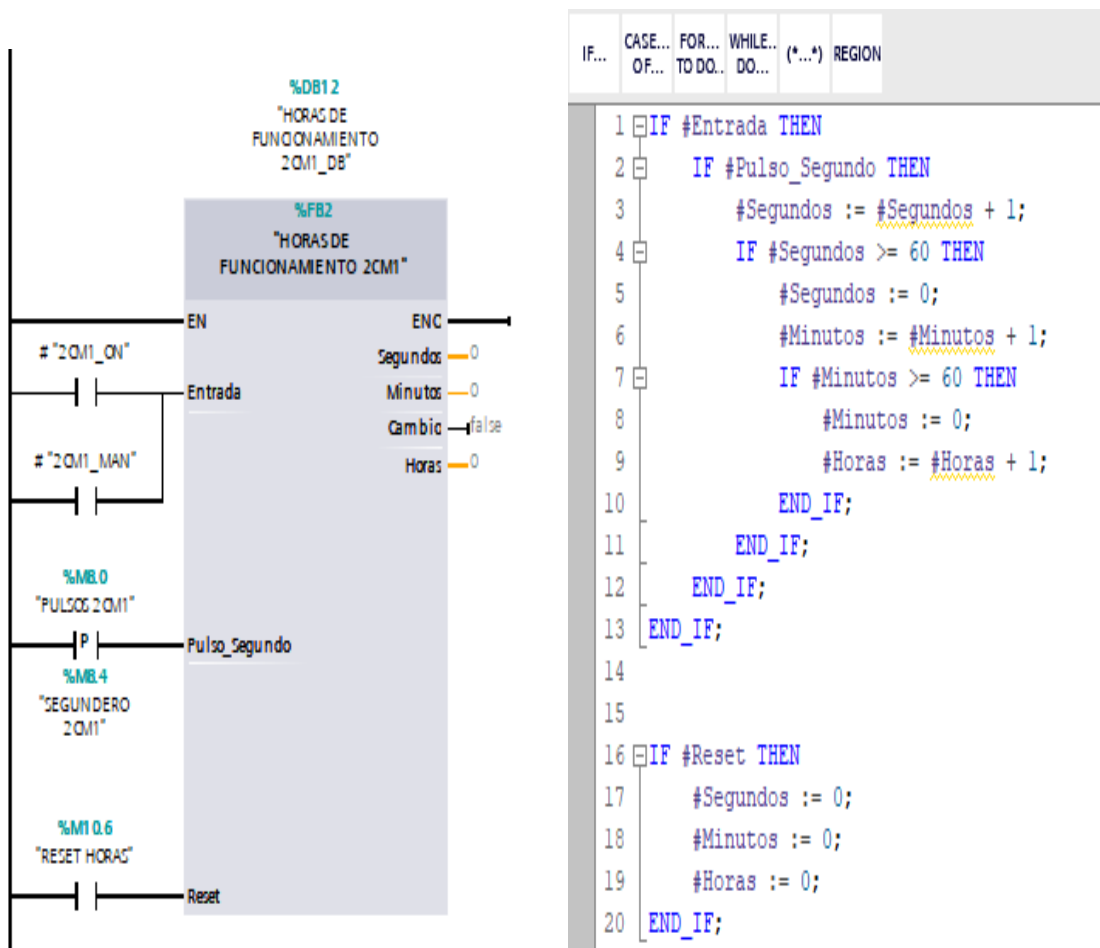 %DB12
"HORAS DE
FUNCIONAMIENTO
2CM1_DB"
%FB2
"HORAS DE
FUNCIONAMIENTO 2CM1"
EN
ENO
# "2CM1_ON"
Segundos
0
Entrada
Minutos
0
Cambio
false
# "2CM1_MAN"
Horas
0
%M8.0
"PULSOS 2CM1"
P
Pulso_Segundo
%M8.4
"SEGUNDERO
2CM1"
%M10.6
"RESET HORAS"
Reset
IF...
CASE...
OF...
FOR...
TO DO...
WHILE...
DO...
(*...*)
REGION
1 IF #Entrada THEN
2 IF #Pulso_Segundo THEN
3 #Segundos := #Segundos + 1;
4 IF #Segundos >= 60 THEN
5 #Segundos := 0;
6 #Minutos := #Minutos + 1;
7 IF #Minutos >= 60 THEN
8 #Minutos := 0;
9 #Horas := #Horas + 1;
10 END_IF;
11 END_IF;
12 END_IF;
13 END_IF;
14
15
16 IF #Reset THEN
17 #Segundos := 0;
18 #Minutos := 0;
19 #Horas := 0;
20 END_IF;